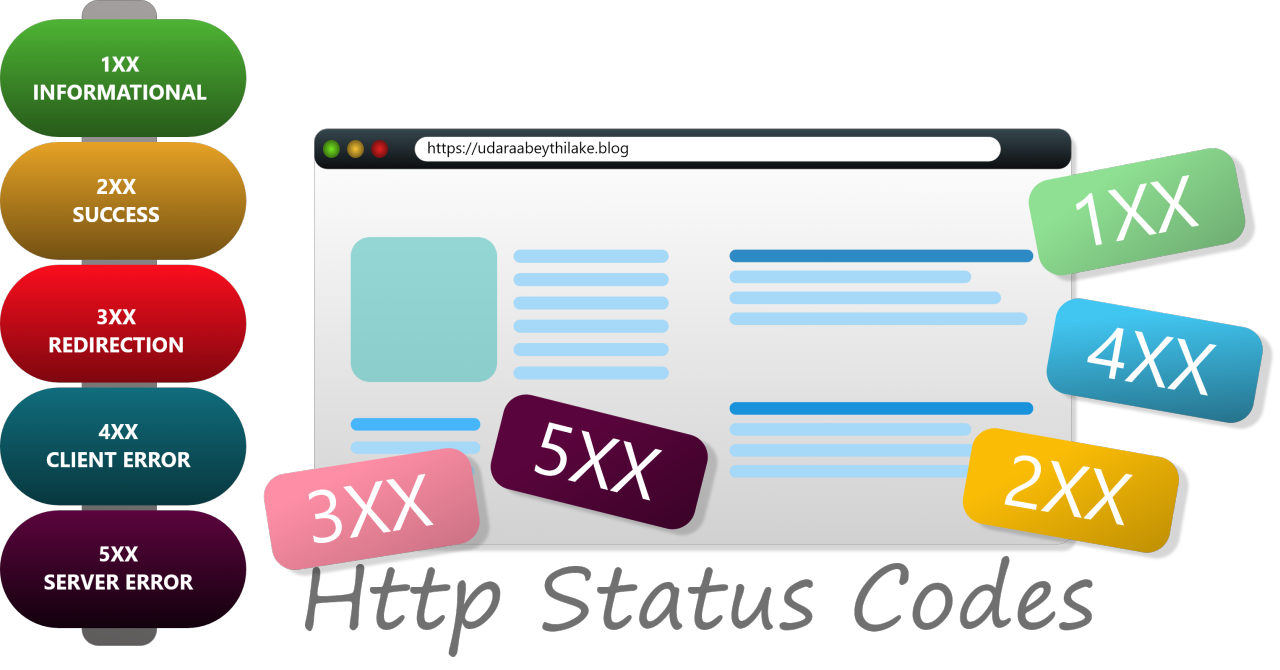 1XX
INFORMATIONAL
2XX
SUCCESS
3XX
REDIRECTION
4XX
CLIENT ERROR
5XX
SERVER ERROR
https://udaraabeythilake.blog
1XX
4XX
5XX
2XX
3XX
Http Status Codes